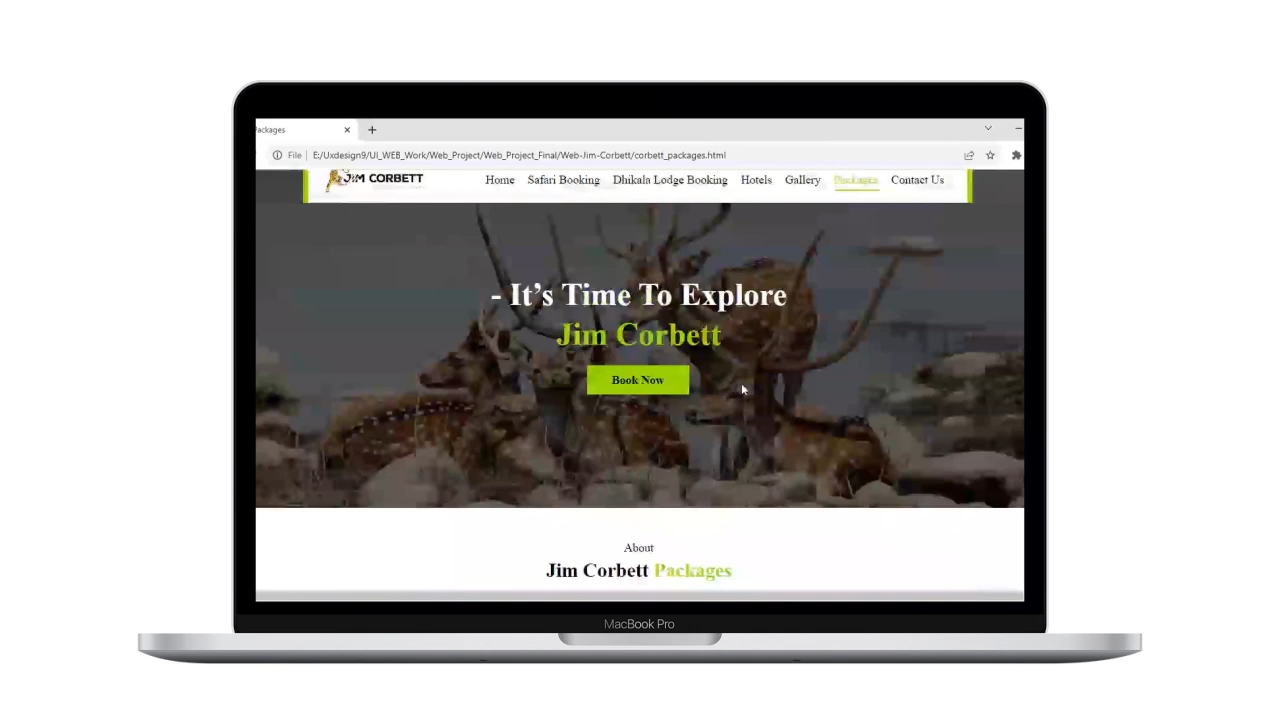 Packages
File E:/Uxdesign9/UI_WEB_Work/Web_Project/Web_Project_Final/Web-Jim-Corbett/corbett_packages.html
JIM CORBETT
Home Safari Booking Dhikala Lodge Booking Hotels Gallery Packages Contact Us
- It’s Time To Explore
Jim Corbett
Book Now
About
Jim Corbett Packages
MacBook Pro